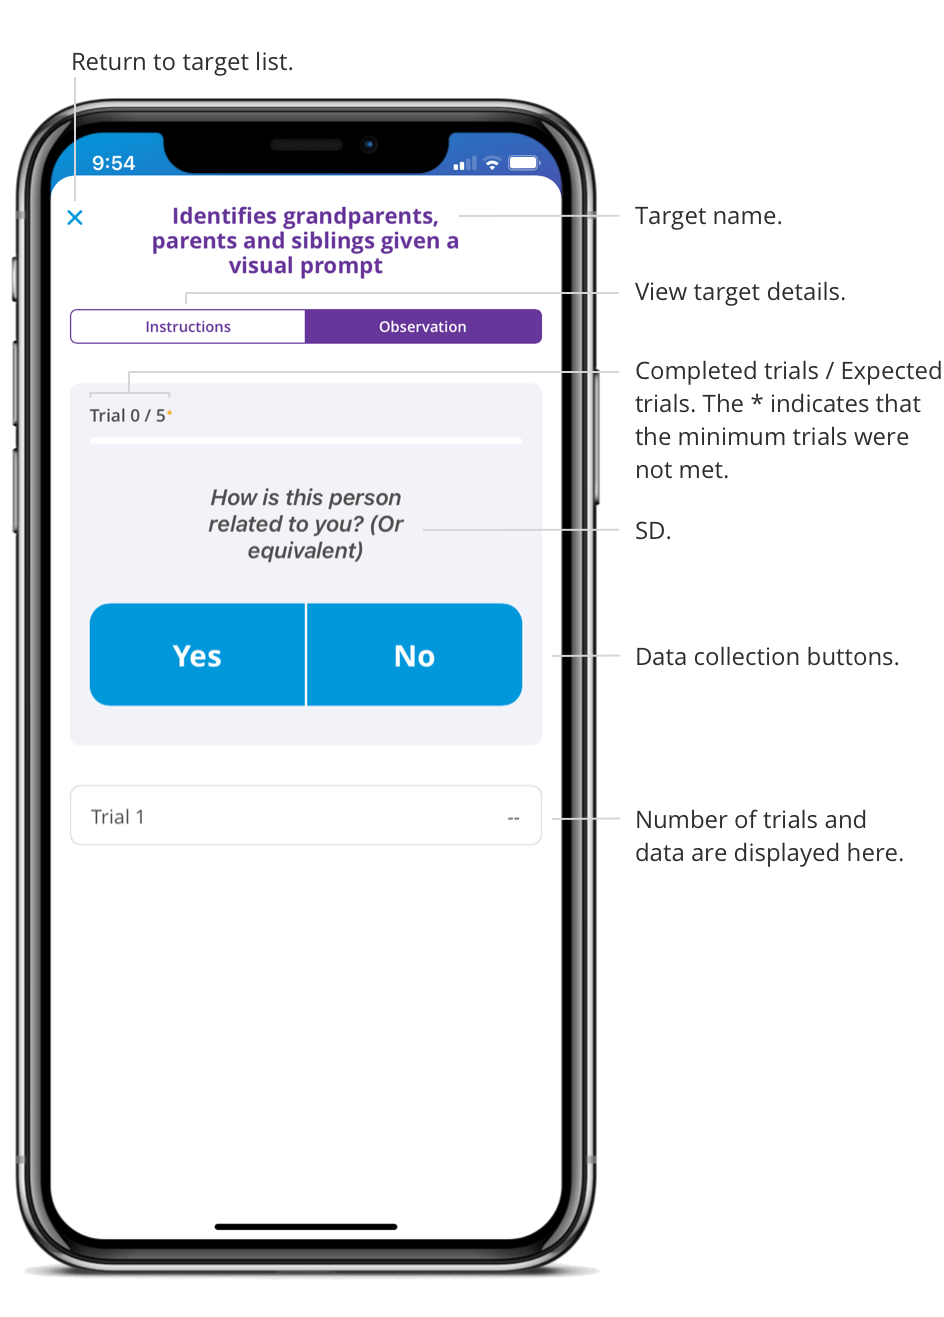 Return to target list.
9:54
Identifies grandparents,
parents and siblings given a
visual prompt
Target name.
View target details.
Instructions
Observation
Completed trials / Expected
trials. The * indicates that
the minimum trials were
not met.
Trial 0 / 5*
How is this person
related to you? (Or
equivalent)
SD.
Yes
No
Data collection buttons.
Trial 1
--
Number of trials and
data are displayed here.